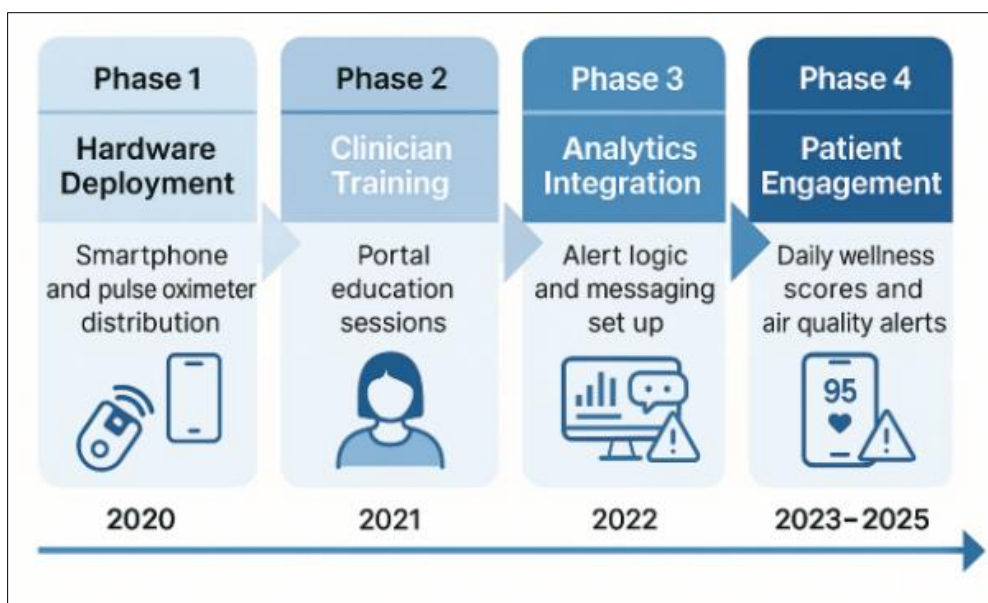 Phase 1
Hardware
Deployment
Smartphone
and pulse oximeter
distribution
2020
Phase 2
Clinician
Training
Portal
education
sessions
2021
Phase 3
Analytics
Integration
Alert logic
and messaging
set up
2022
Phase 4
Patient
Engagement
Daily wellness
scores and
air quality alerts
95
2023–2025